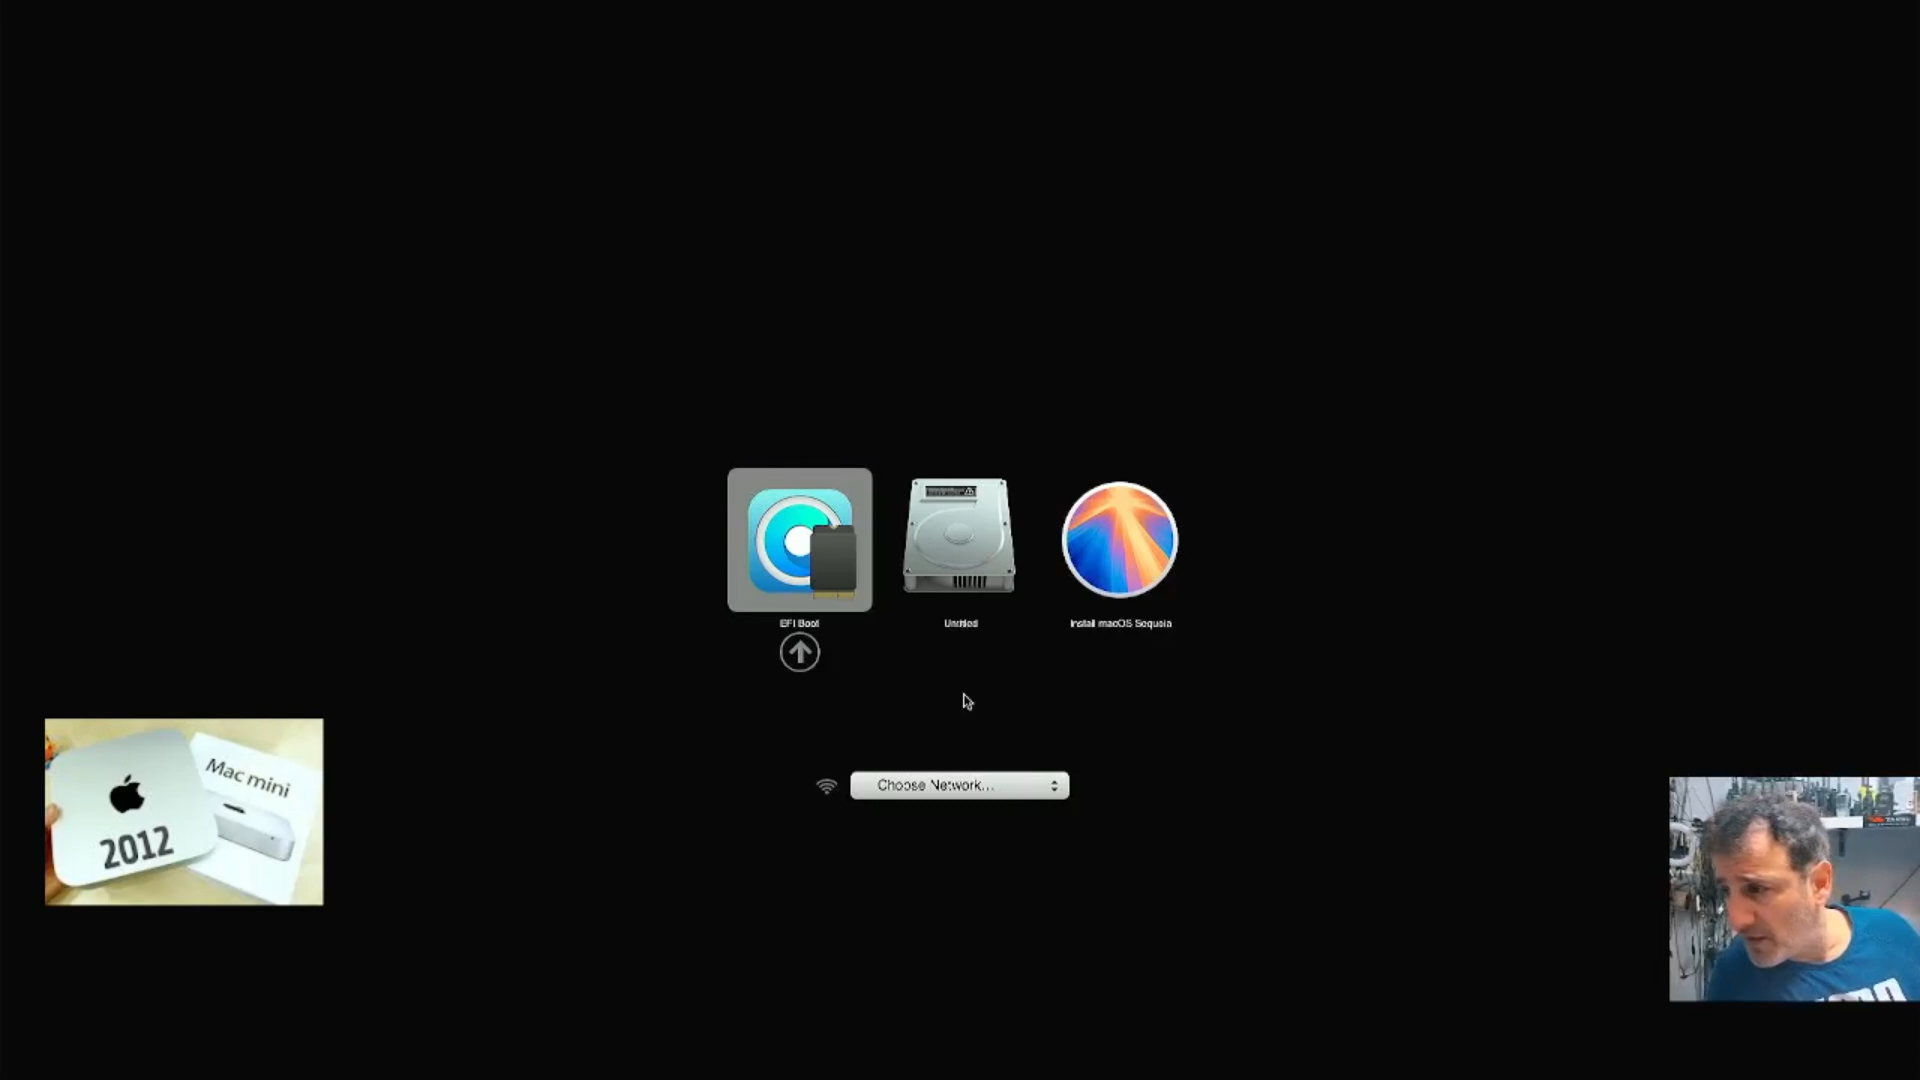 EFI Boot
Untitled
Install macOS Sequoia
Choose Network...
Mac mini
2012